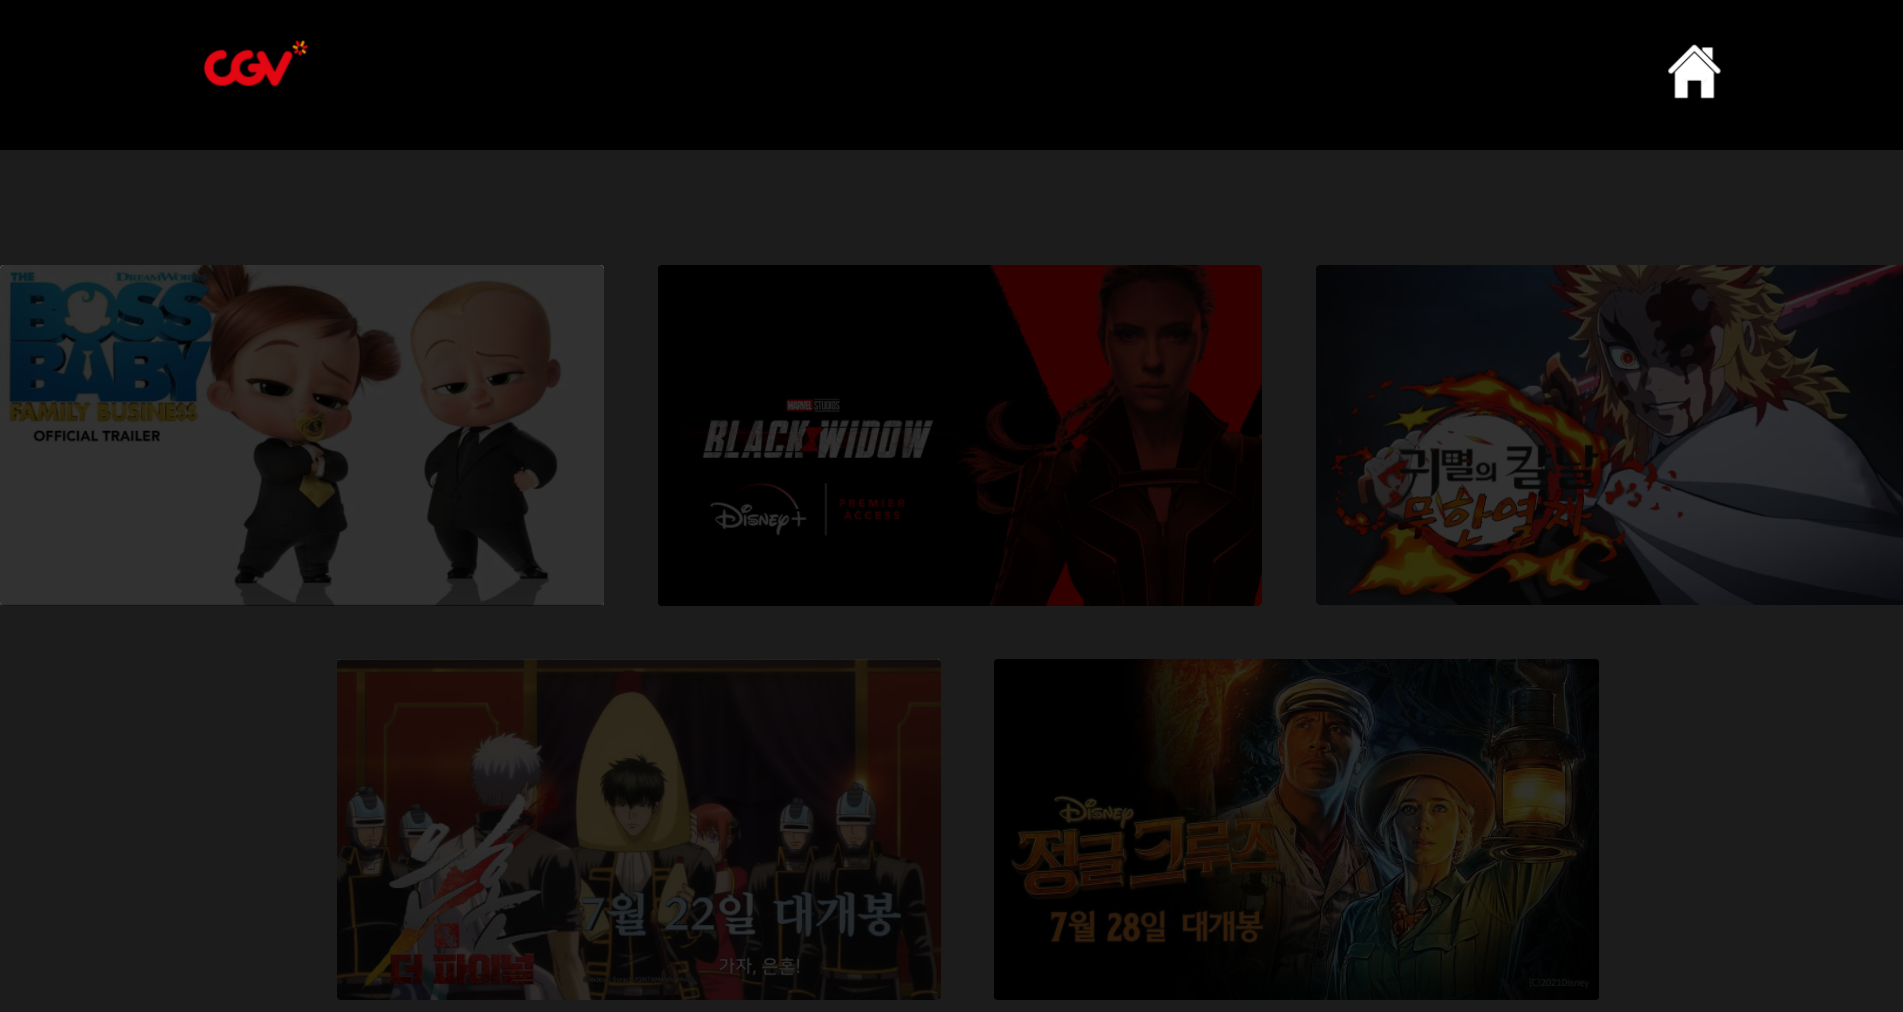 CGV
THE
DREAMWORKS
BOSS
BABY
FAMILY BUSINESS
OFFICIAL TRAILER
MARVEL STUDIOS
BLACK WIDOW
Disney+
PREMIER
ACCESS
귀멸의 칼날
무한열차
은혼
더 파이널
7월 22일 대개봉
가자, 은혼!
Disney
정글 크루즈
7월 28일 대개봉
(C)2021Disney